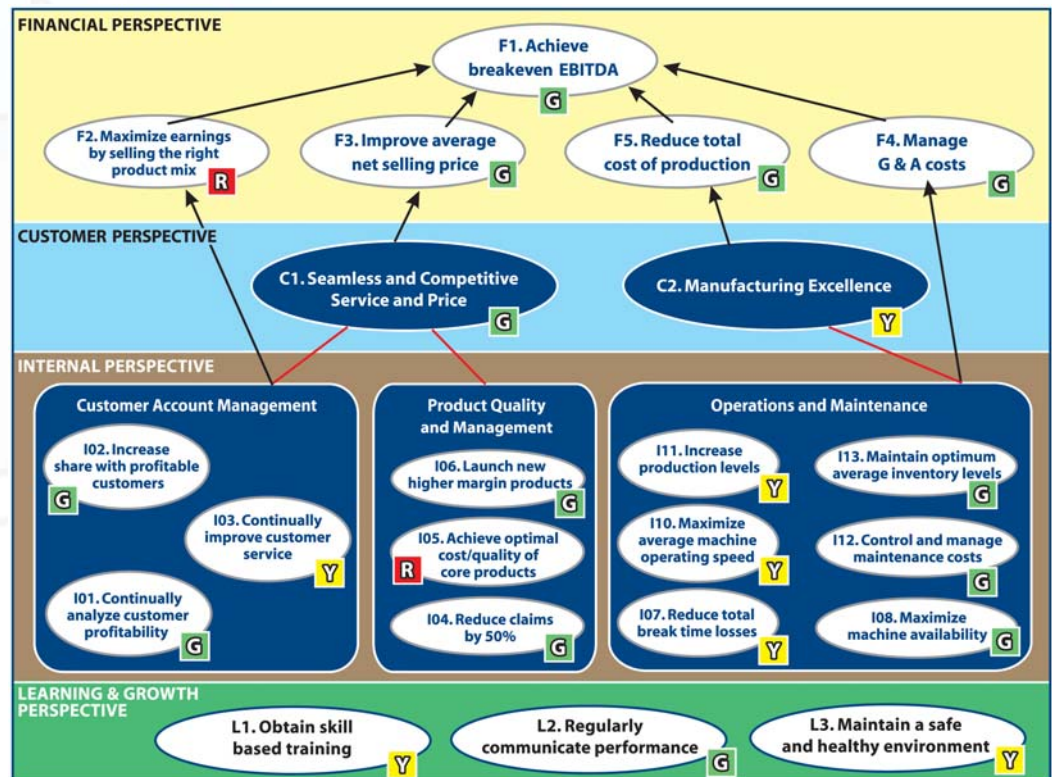 FINANCIAL PERSPECTIVE
F1. Achieve
breakeven EBITDA
G
F2. Maximize earnings
by selling the right
product mix
R
F3. Improve average
net selling price
G
F5. Reduce total
cost of production
G
F4. Manage
G & A costs
G
CUSTOMER PERSPECTIVE
C1. Seamless and Competitive
Service and Price
G
C2. Manufacturing Excellence
Y
INTERNAL PERSPECTIVE
Customer Account Management
I02. Increase
share with profitable
customers
G
I03. Continually
improve customer
service
Y
I01. Continually
analyze customer
profitability
G
Product Quality
and Management
I06. Launch new
higher margin products
G
I05. Achieve optimal
cost/quality of
core products
R
I04. Reduce claims
by 50%
G
Operations and Maintenance
I11. Increase
production levels
Y
I13. Maintain optimum
average inventory levels
G
I10. Maximize
average machine
operating speed
Y
I12. Control and manage
maintenance costs
G
I07. Reduce total
break time losses
Y
I08. Maximize
machine availability
G
LEARNING & GROWTH
PERSPECTIVE
L1. Obtain skill
based training
Y
L2. Regularly
communicate performance
G
L3. Maintain a safe
and healthy environment
Y